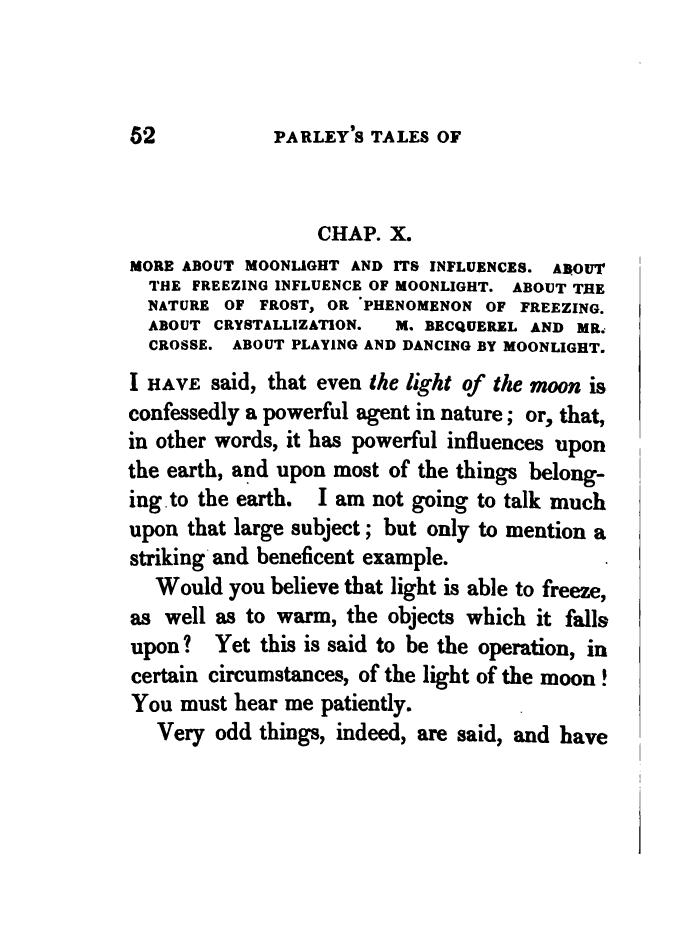 52 PARLEY'S TALES OF
CHAP. X.
MORE ABOUT MOONLIGHT AND ITS INFLUENCES. ABOUT
THE FREEZING INFLUENCE OF MOONLIGHT. ABOUT THE
NATURE OF FROST, OR PHENOMENON OF FREEZING.
ABOUT CRYSTALLIZATION. M. BECQUEREL AND MR.
CROSSE. ABOUT PLAYING AND DANCING BY MOONLIGHT.
I HAVE said, that even the light of the moon is
confessedly a powerful agent in nature; or, that,
in other words, it has powerful influences upon
the earth, and upon most of the things belong-
ing to the earth. I am not going to talk much
upon that large subject; but only to mention a
striking and beneficent example.
Would you believe that light is able to freeze,
as well as to warm, the objects which it falls
upon? Yet this is said to be the operation, in
certain circumstances, of the light of the moon!
You must hear me patiently.
Very odd things, indeed, are said, and have